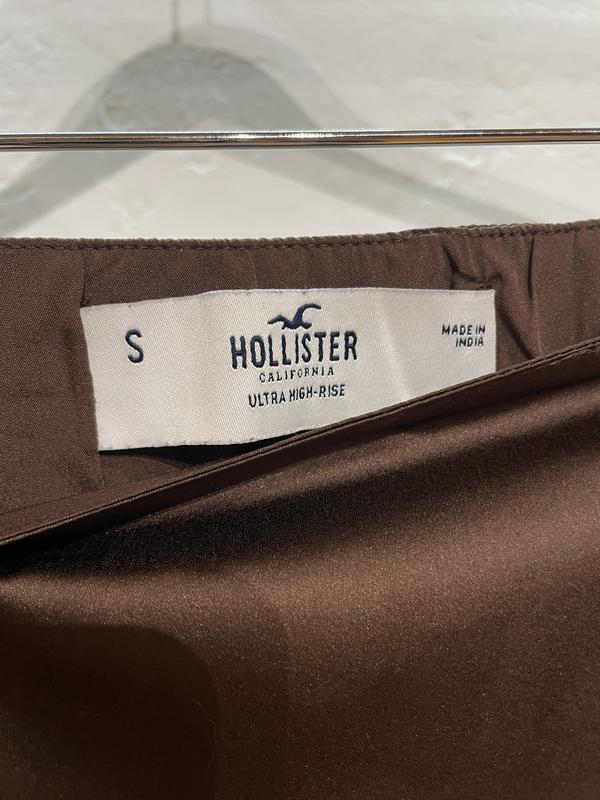 S
HOLLISTER
CALIFORNIA
ULTRA HIGH-RISE
MADE IN
INDIA